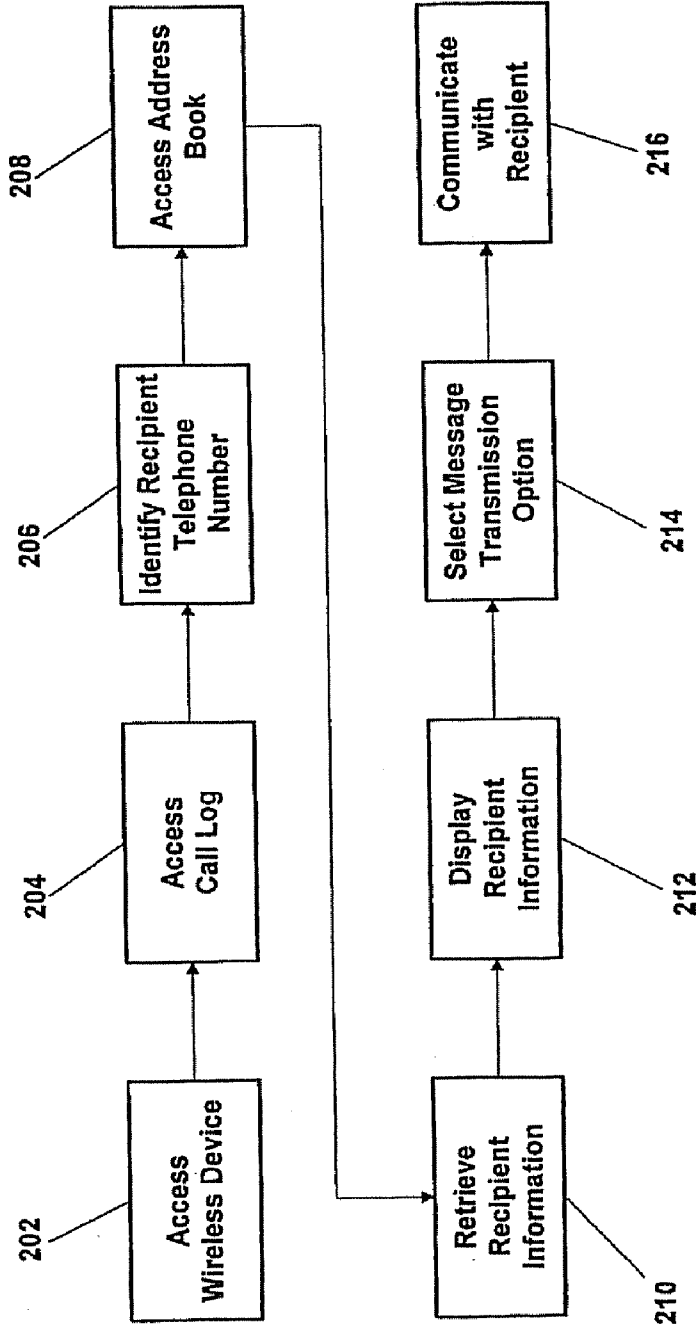 202
Access
Wireless Device
204
Access
Call Log
206
Identify Recipient
Telephone
Number
208
Access Address
Book
Retrieve
Recipient
Information
210
Display
Recipient
Information
212
Select Message
Transmission
Option
214
Communicate
with
Recipient
216